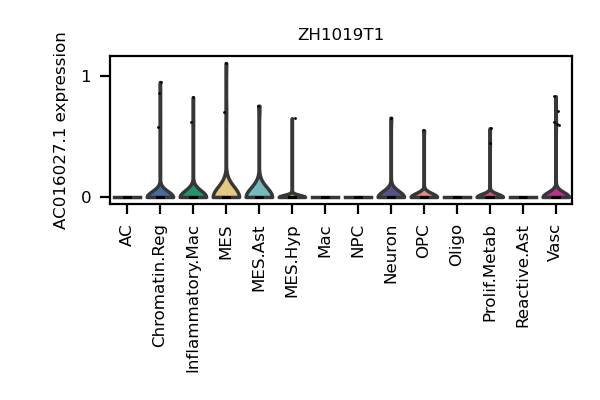 ZH1019T1
AC016027.1 expression
1
0
AC
Chromatin.Reg
Inflammatory.Mac
MES
MES.Ast
MES.Hyp
Mac
NPC
Neuron
OPC
Oligo
Prolif.Metab
Reactive.Ast
Vasc